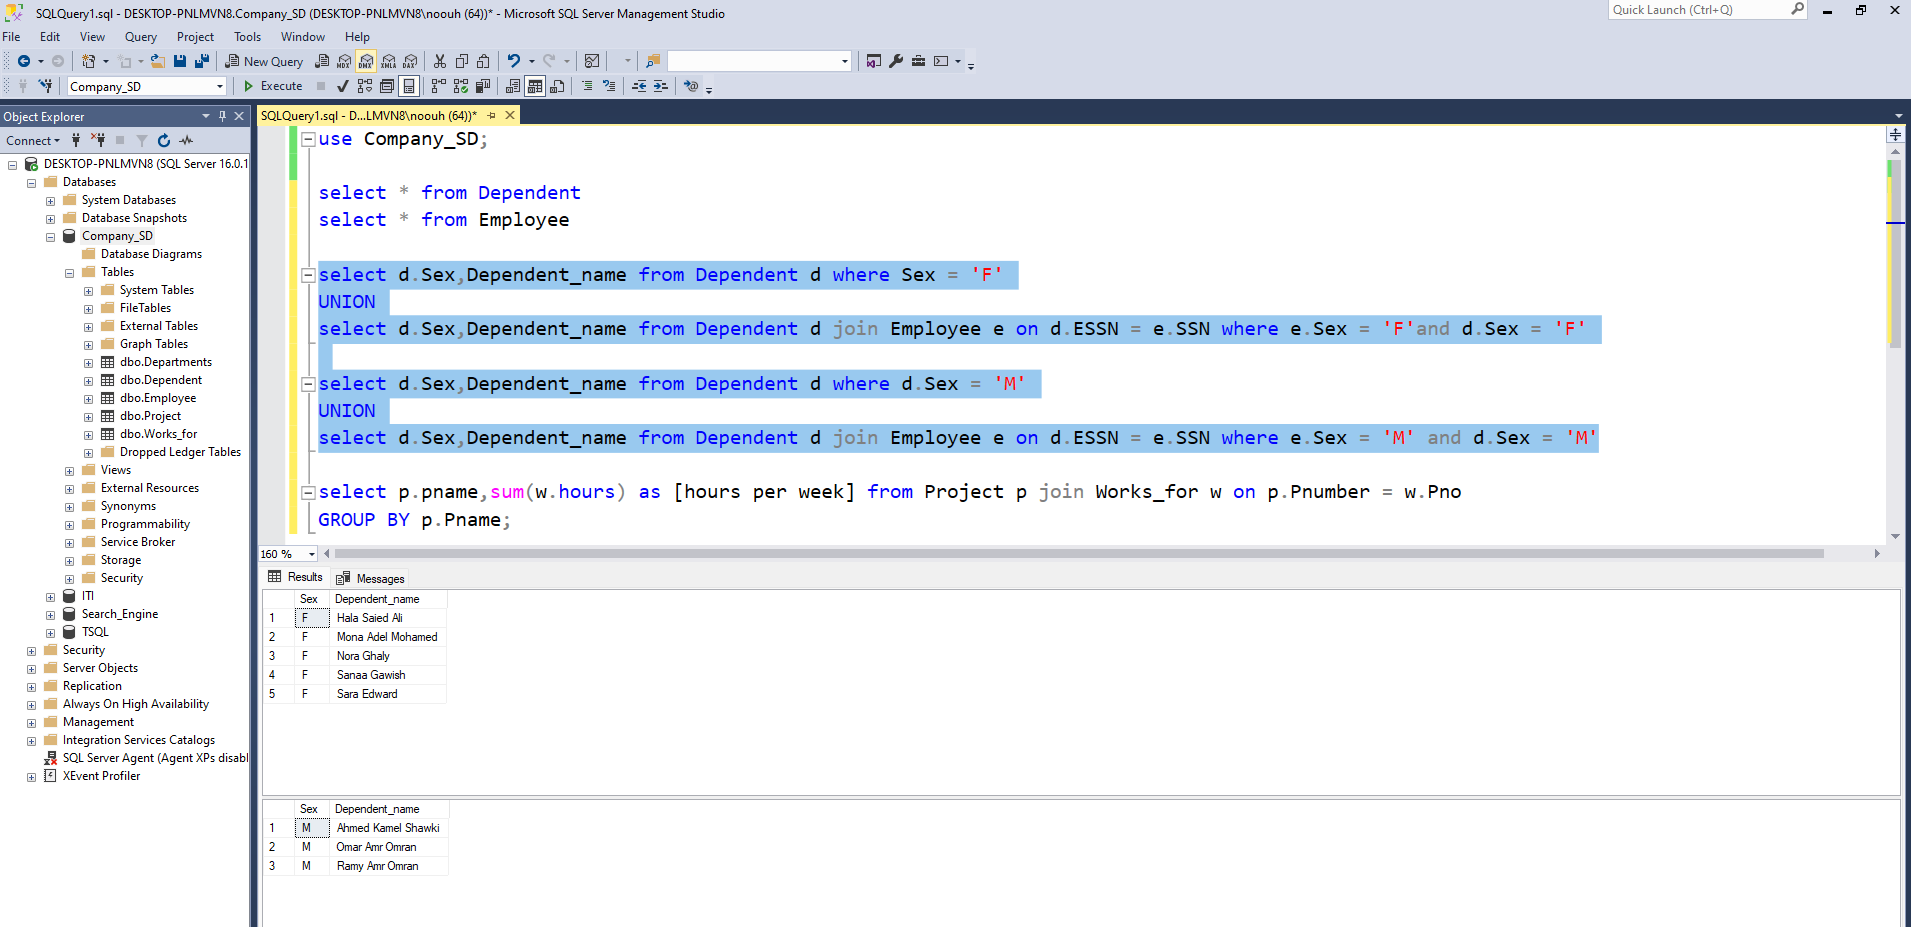 SQLQuery1.sql - DESKTOP-PNLMVN8.Company_SD (DESKTOP-PNLMVN8\noouh (64))* - Microsoft SQL Server Management Studio
Quick Launch (Ctrl+Q)
File Edit View Query Project Tools Window Help
New Query MDX DMX XMLA DAX
Company_SD Execute
Object Explorer
SQLQuery1.sql - D...LMVN8\noouh (64))*
Connect
DESKTOP-PNLMVN8 (SQL Server 16.0.1
Databases
System Databases
Database Snapshots
Company_SD
Database Diagrams
Tables
System Tables
FileTables
External Tables
Graph Tables
dbo.Departments
dbo.Dependent
dbo.Employee
dbo.Project
dbo.Works_for
Dropped Ledger Tables
Views
External Resources
Synonyms
Programmability
Service Broker
Storage
Security
ITI
Search_Engine
TSQL
Security
Server Objects
Replication
Always On High Availability
Management
Integration Services Catalogs
SQL Server Agent (Agent XPs disabl
XEvent Profiler
use Company_SD;
select * from Dependent
select * from Employee
select d.Sex,Dependent_name from Dependent d where Sex = 'F'
UNION
select d.Sex,Dependent_name from Dependent d join Employee e on d.ESSN = e.SSN where e.Sex = 'F'and d.Sex = 'F'
select d.Sex,Dependent_name from Dependent d where d.Sex = 'M'
UNION
select d.Sex,Dependent_name from Dependent d join Employee e on d.ESSN = e.SSN where e.Sex = 'M' and d.Sex = 'M'
select p.pname,sum(w.hours) as [hours per week] from Project p join Works_for w on p.Pnumber = w.Pno
GROUP BY p.Pname;
160 %
Results Messages
Sex Dependent_name
1 F Hala Saied Ali
2 F Mona Adel Mohamed
3 F Nora Ghaly
4 F Sanaa Gawish
5 F Sara Edward
Sex Dependent_name
1 M Ahmed Kamel Shawki
2 M Omar Amr Omran
3 M Ramy Amr Omran